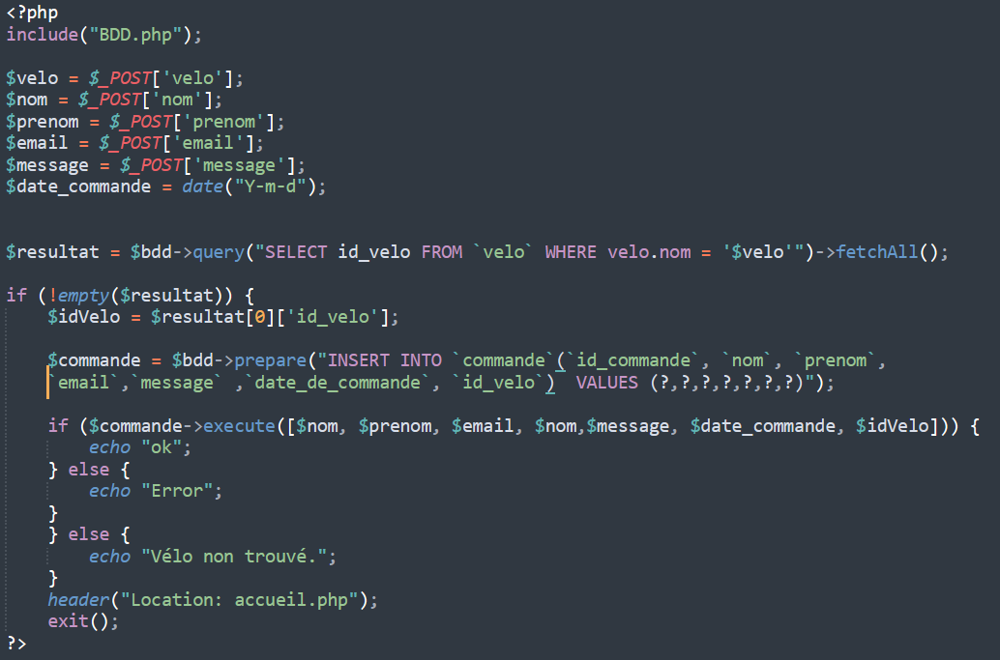 <?php
include("BDD.php");
$velo = $_POST['velo'];
$nom = $_POST['nom'];
$prenom = $_POST['prenom'];
$email = $_POST['email'];
$message = $_POST['message'];
$date_commande = date("Y-m-d");
$resultat = $bdd->query("SELECT id_velo FROM `velo` WHERE velo.nom = '$velo'")->fetchAll();
if (!empty($resultat)) {
$idVelo = $resultat[0]['id_velo'];
$commande = $bdd->prepare("INSERT INTO `commande`(`id_commande`, `nom`, `prenom`,
`email`,`message` ,`date_de_commande`, `id_velo`)  VALUES (?,?,?,?,?,?,?)");
if ($commande->execute([$nom, $prenom, $email, $nom,$message, $date_commande, $idVelo])) {
echo "ok";
} else {
echo "Error";
}
} else {
echo "Vélo non trouvé.";
}
header("Location: accueil.php");
exit();
?>